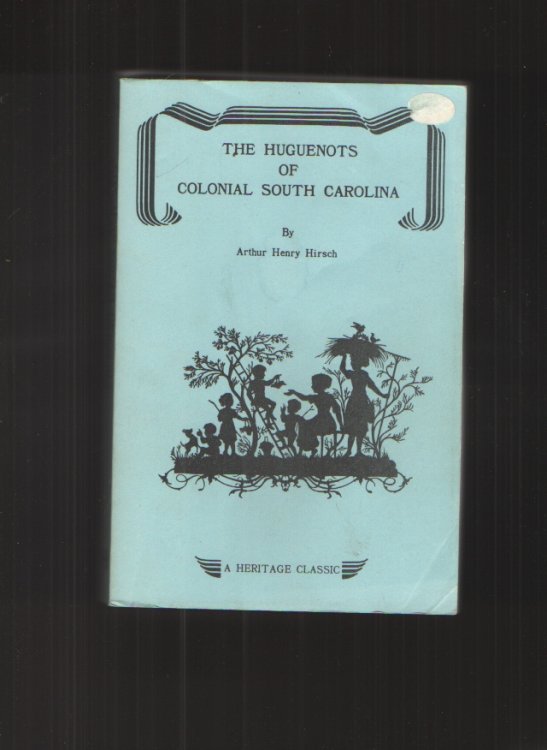 THE HUGUENOTS
OF
COLONIAL SOUTH CAROLINA
By
Arthur Henry Hirsch
A HERITAGE CLASSIC